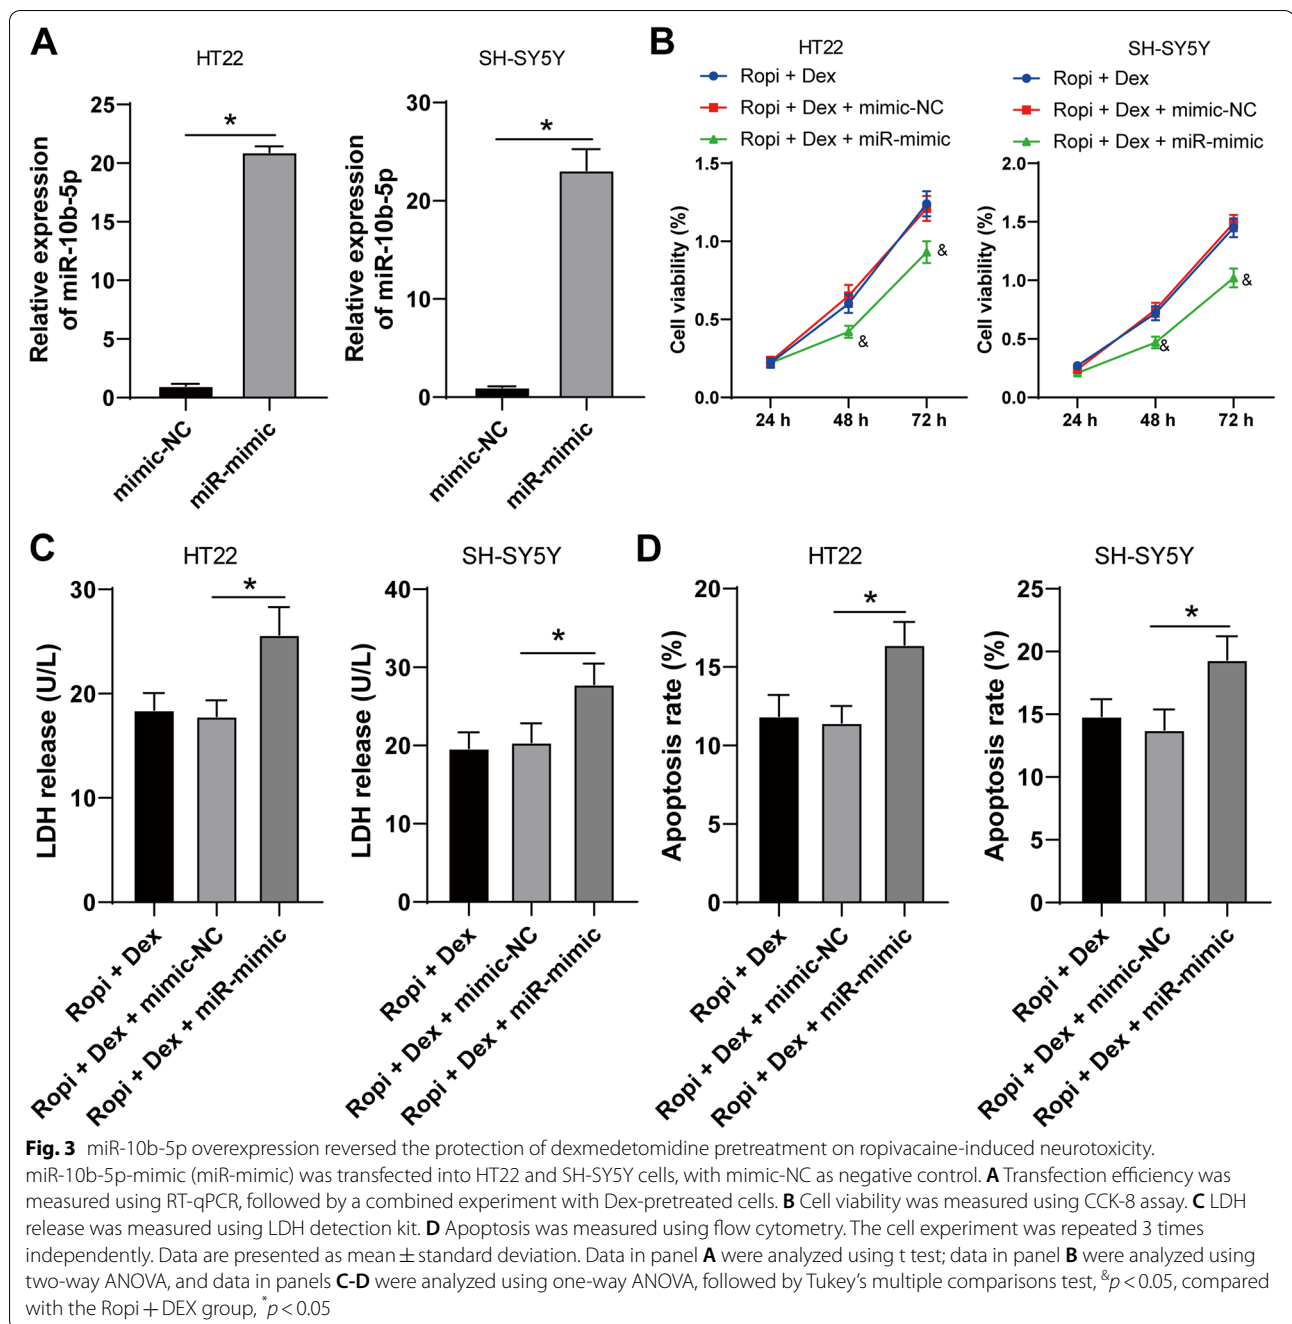 A
HT22
Relative expression
of miR-10b-5p
25
20
15
10
5
0
*
mimic-NC
miR-mimic
SH-SY5Y
Relative expression
of miR-10b-5p
30
20
10
0
*
mimic-NC
miR-mimic
B
HT22
Ropi + Dex
Ropi + Dex + mimic-NC
Ropi + Dex + miR-mimic
Cell viability (%)
1.5
1.0
0.5
0.0
&
&
24 h 48 h 72 h
SH-SY5Y
Ropi + Dex
Ropi + Dex + mimic-NC
Ropi + Dex + miR-mimic
Cell viability (%)
2.0
1.5
1.0
0.5
0.0
&
&
24 h 48 h 72 h
C
HT22
LDH release (U/L)
30
20
10
0
*
Ropi + Dex
Ropi + Dex + mimic-NC
Ropi + Dex + miR-mimic
SH-SY5Y
LDH release (U/L)
40
30
20
10
0
*
Ropi + Dex
Ropi + Dex + mimic-NC
Ropi + Dex + miR-mimic
D
HT22
Apoptosis rate (%)
20
15
10
5
0
*
Ropi + Dex
Ropi + Dex + mimic-NC
Ropi + Dex + miR-mimic
SH-SY5Y
Apoptosis rate (%)
25
20
15
10
5
0
*
Ropi + Dex
Ropi + Dex + mimic-NC
Ropi + Dex + miR-mimic
Fig. 3 miR-10b-5p overexpression reversed the protection of dexmedetomidine pretreatment on ropivacaine-induced neurotoxicity.
miR-10b-5p-mimic (miR-mimic) was transfected into HT22 and SH-SY5Y cells, with mimic-NC as negative control. A Transfection efficiency was
measured using RT-qPCR, followed by a combined experiment with Dex-pretreated cells. B Cell viability was measured using CCK-8 assay. C LDH
release was measured using LDH detection kit. D Apoptosis was measured using flow cytometry. The cell experiment was repeated 3 times
independently. Data are presented as mean ± standard deviation. Data in panel A were analyzed using t test; data in panel B were analyzed using
two-way ANOVA, and data in panels C-D were analyzed using one-way ANOVA, followed by Tukey's multiple comparisons test, &p < 0.05, compared
with the Ropi + DEX group, *p < 0.05